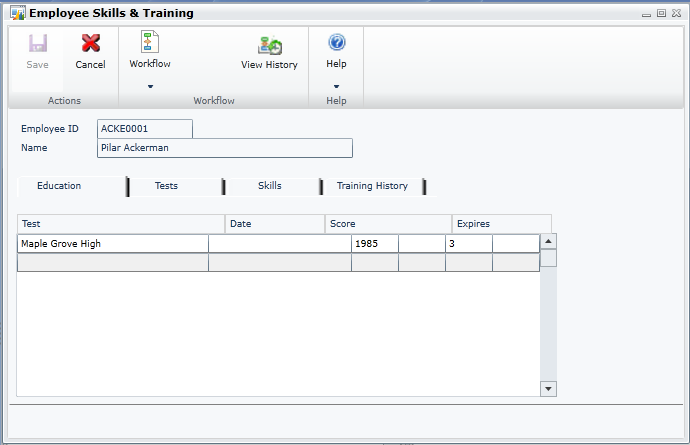 Employee Skills & Training
Save
Cancel
Workflow
View History
Help
Actions
Workflow
Help
Employee ID ACKE0001
Name Pilar Ackerman
Education Tests Skills Training History
Test Date Score Expires
Maple Grove High 1985 3